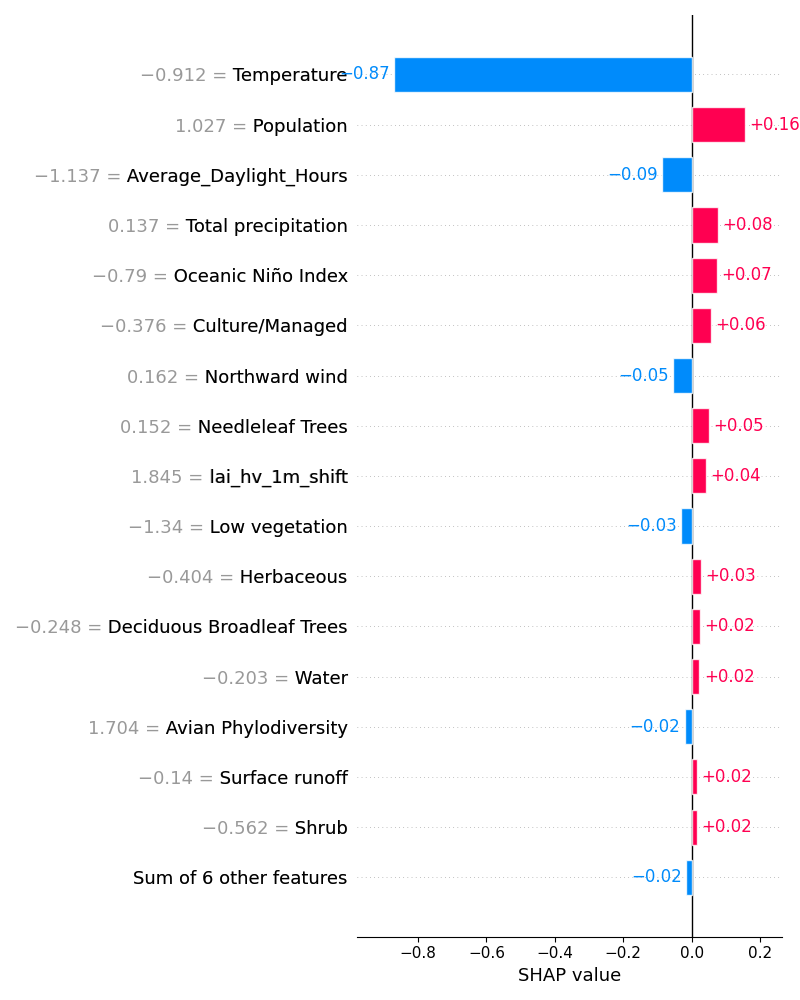 −0.912 = Temperature −0.87
1.027 = Population +0.16
−1.137 = Average_Daylight_Hours −0.09
0.137 = Total precipitation +0.08
−0.79 = Oceanic Niño Index +0.07
−0.376 = Culture/Managed +0.06
0.162 = Northward wind −0.05
0.152 = Needleleaf Trees +0.05
1.845 = lai_hv_1m_shift +0.04
−1.34 = Low vegetation −0.03
−0.404 = Herbaceous +0.03
−0.248 = Deciduous Broadleaf Trees +0.02
−0.203 = Water +0.02
1.704 = Avian Phylodiversity −0.02
−0.14 = Surface runoff +0.02
−0.562 = Shrub +0.02
Sum of 6 other features −0.02
−0.8 −0.6 −0.4 −0.2 0.0 0.2
SHAP value